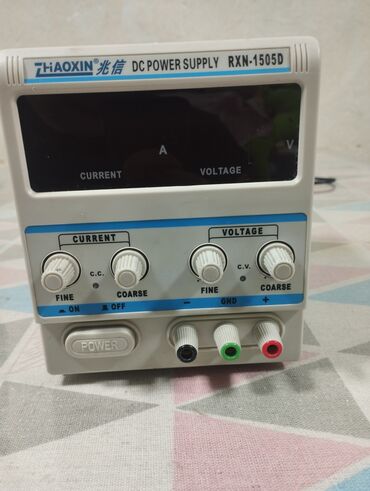 ZHAOXIN® 兆信 DC POWER SUPPLY RXN-1505D
A V
CURRENT VOLTAGE
CURRENT VOLTAGE
C.C. C.V.
FINE COARSE FINE COARSE
ON OFF − GND +
POWER